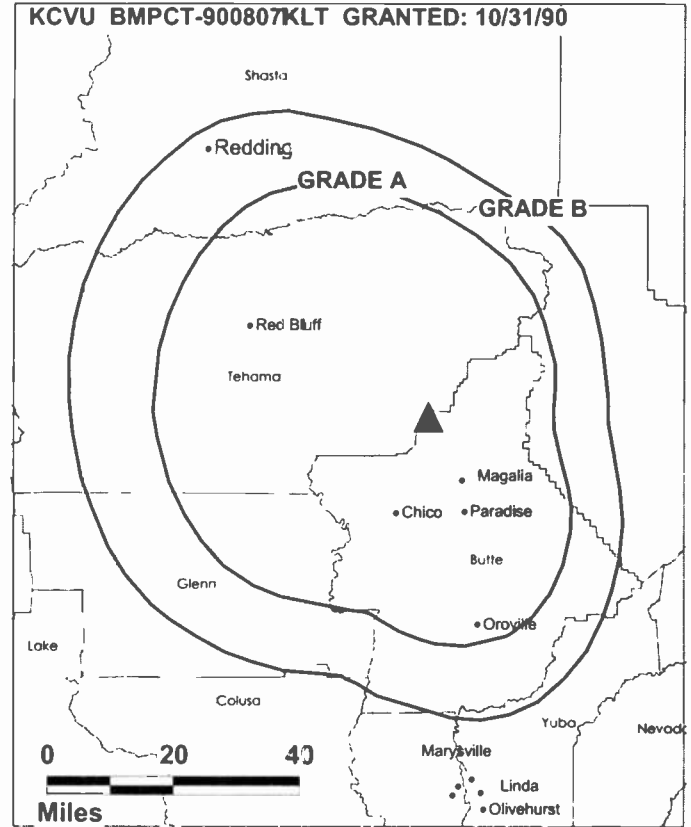 KCVU BMPCT-900807KLT GRANTED: 10/31/90
Shasta
Redding
GRADE A
GRADE B
Red Bluff
Tehama
Magalia
Chico
Paradise
Butte
Glenn
Oroville
Lake
Colusa
Yuba
Nevada
0 20 40
Marysville
Linda
Miles
Olivehurst